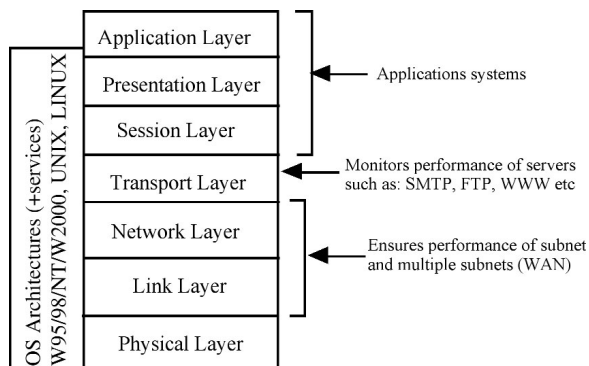 OS Architectures (+services)
W95/98/NT/W2000, UNIX, LINUX
Application Layer
Presentation Layer
Session Layer
Transport Layer
Network Layer
Link Layer
Physical Layer
Applications systems
Monitors performance of servers
such as: SMTP, FTP, WWW etc
Ensures performance of subnet
and multiple subnets (WAN)